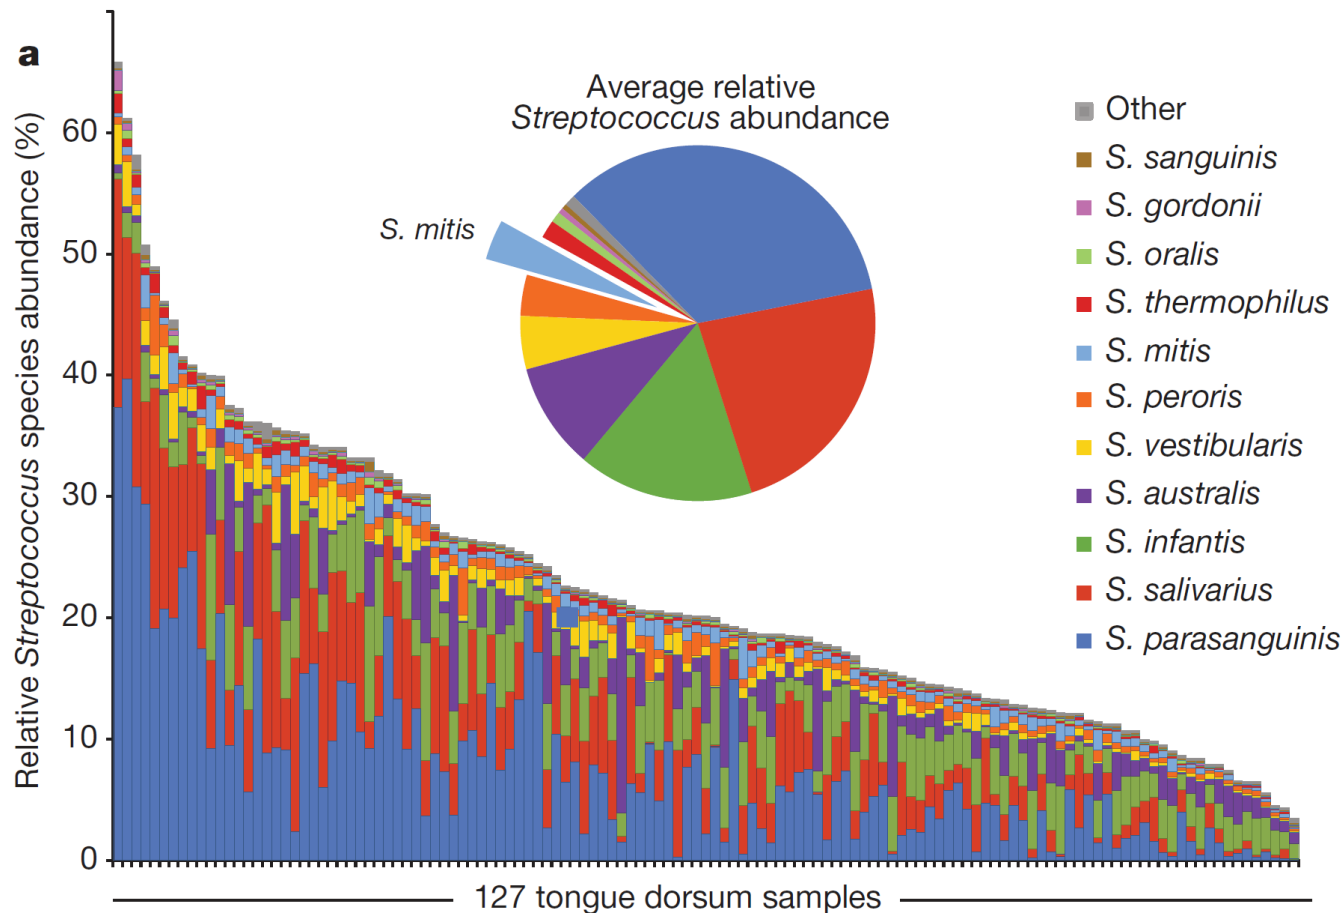 a
Average relative
Streptococcus abundance
S. mitis
Other
S. sanguinis
S. gordonii
S. oralis
S. thermophilus
S. mitis
S. peroris
S. vestibularis
S. australis
S. infantis
S. salivarius
S. parasanguinis
Relative Streptococcus species abundance (%)
60
50
40
30
20
10
0
127 tongue dorsum samples